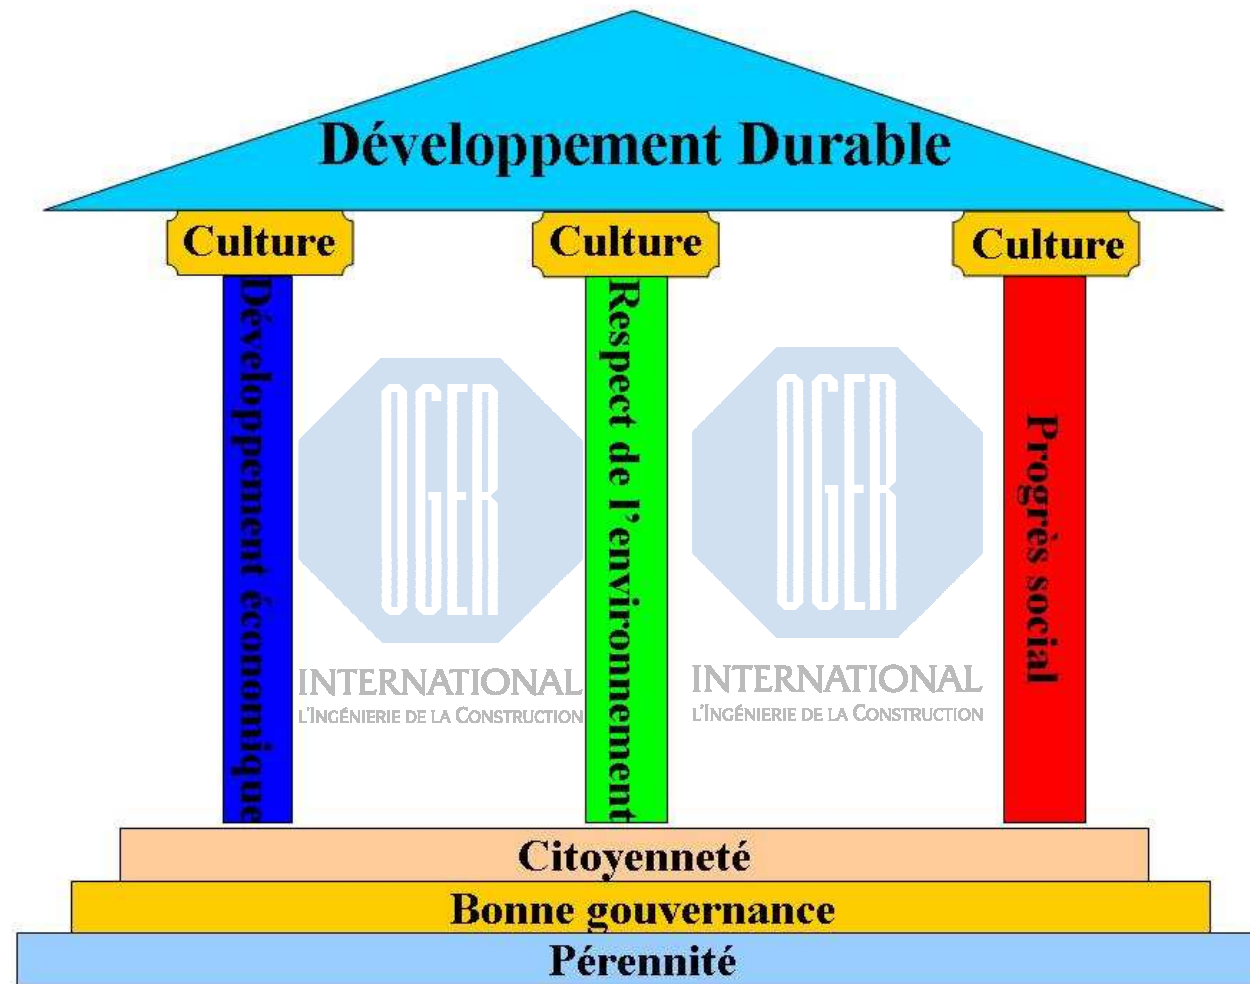 Développement Durable
Culture
Culture
Culture
Développement économique
Respect de l'environnement
Progrès social
OGER
INTERNATIONAL
L'INGÉNIERIE DE LA CONSTRUCTION
OGER
INTERNATIONAL
L'INGÉNIERIE DE LA CONSTRUCTION
Citoyenneté
Bonne gouvernance
Pérennité